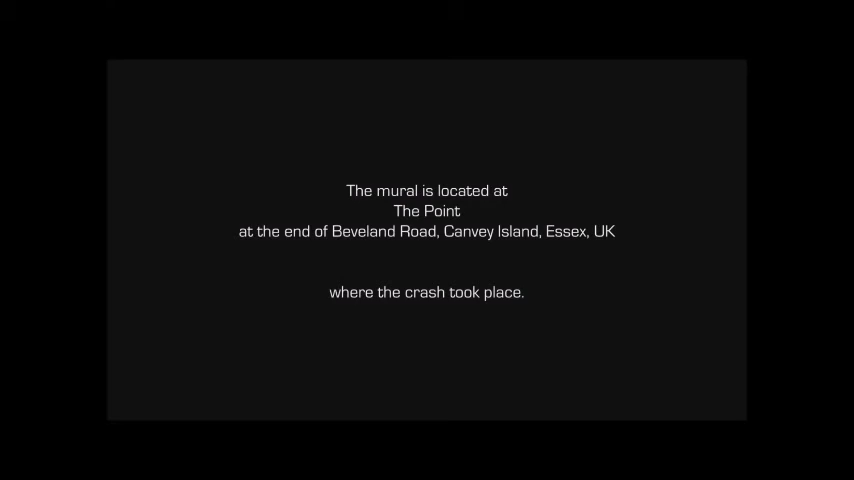 The mural is located at
The Point
at the end of Beveland Road, Canvey Island, Essex, UK
where the crash took place.